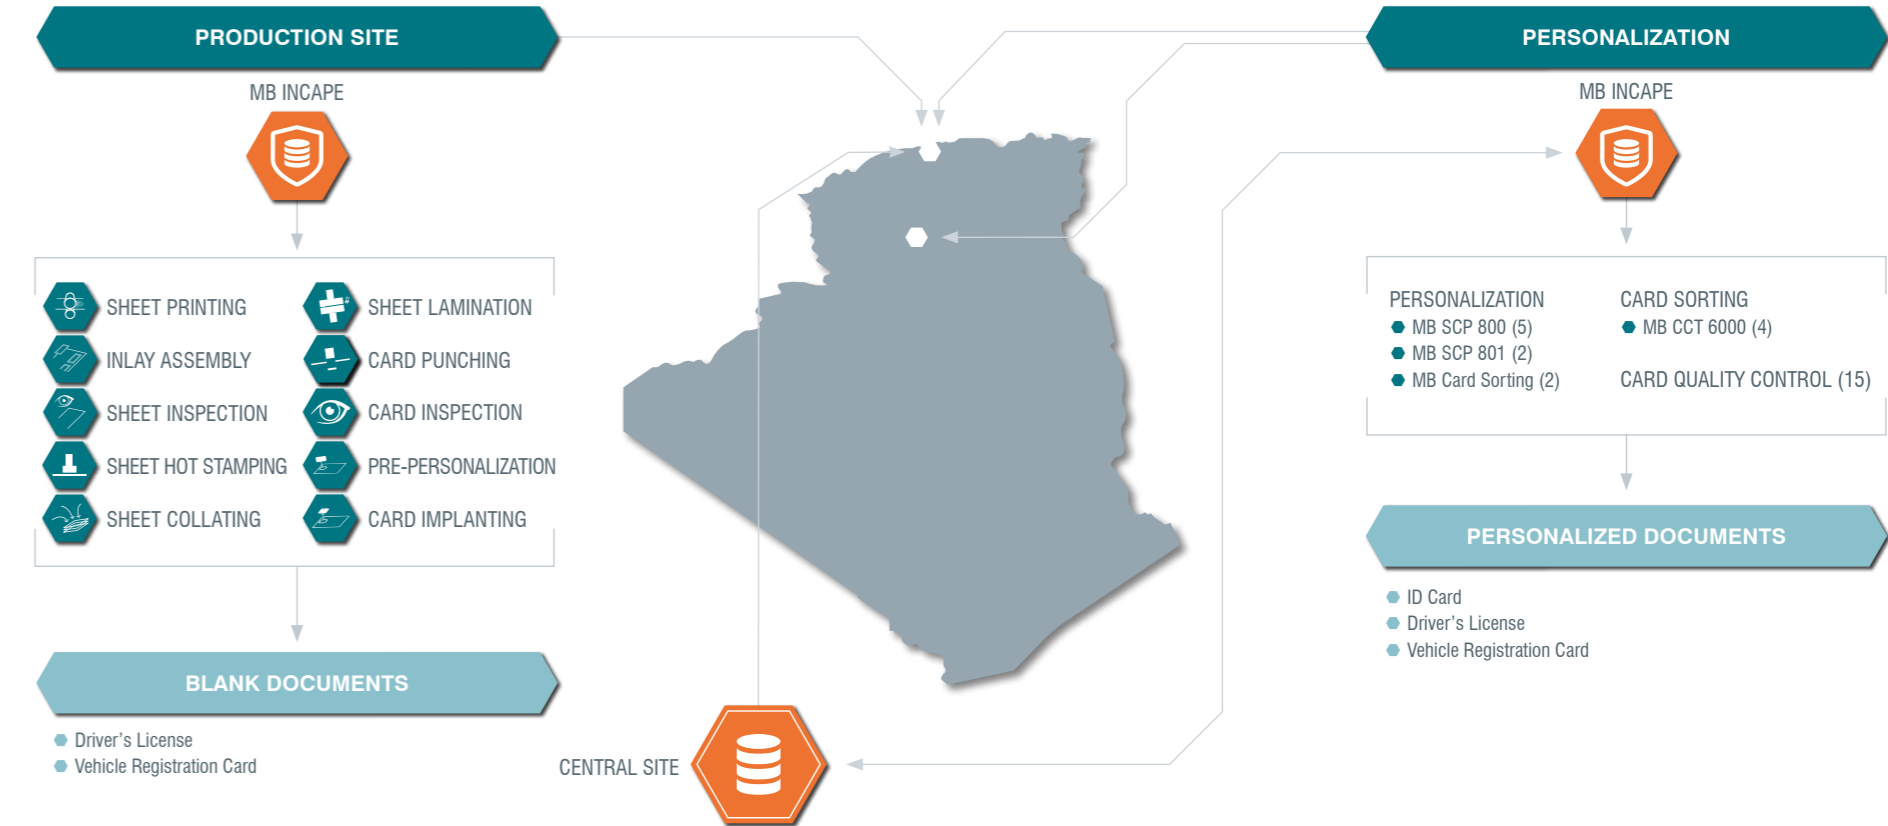 PRODUCTION SITE
MB INCAPE
SHEET PRINTING
INLAY ASSEMBLY
SHEET INSPECTION
SHEET HOT STAMPING
SHEET COLLATING
SHEET LAMINATION
CARD PUNCHING
CARD INSPECTION
PRE-PERSONALIZATION
CARD IMPLANTING
BLANK DOCUMENTS
Driver's License
Vehicle Registration Card
CENTRAL SITE
PERSONALIZATION
MB INCAPE
PERSONALIZATION
MB SCP 800 (5)
MB SCP 801 (2)
MB Card Sorting (2)
CARD SORTING
MB CCT 6000 (4)
CARD QUALITY CONTROL (15)
PERSONALIZED DOCUMENTS
ID Card
Driver's License
Vehicle Registration Card